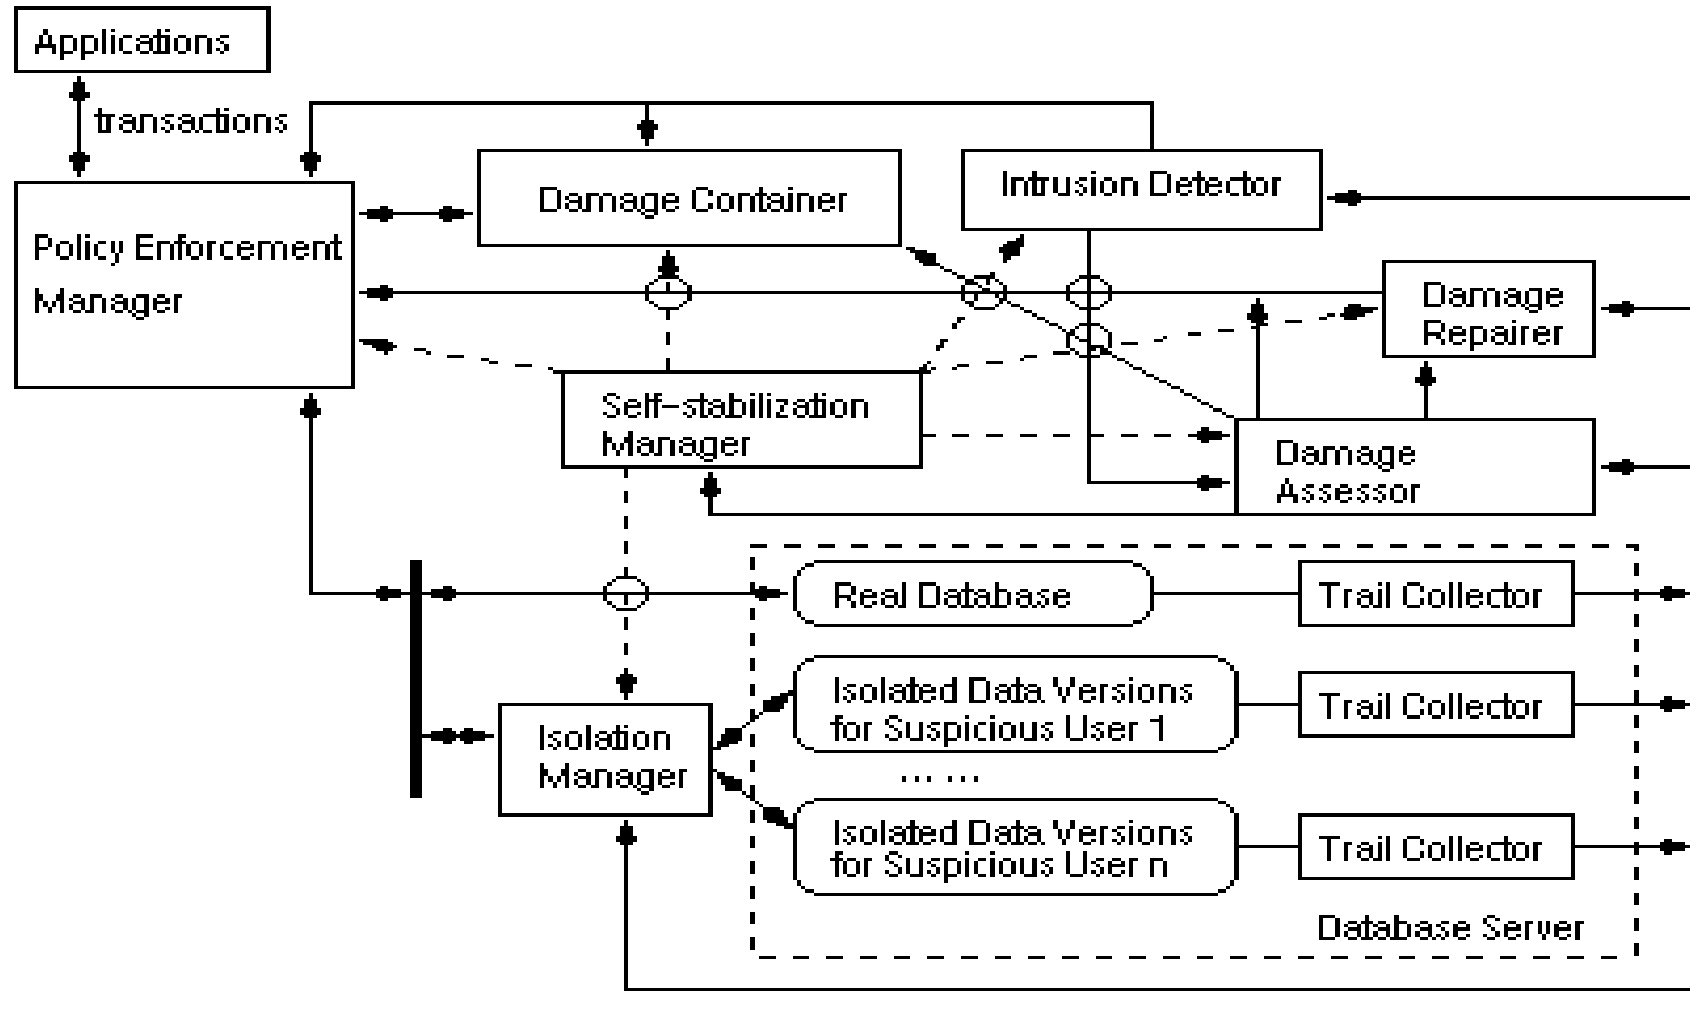 Applications
transactions
Policy Enforcement
Manager
Damage Container
Intrusion Detector
Damage
Repairer
Self-stabilization
Manager
Damage
Assessor
Real Database
Trail Collector
Isolated Data Versions
for Suspicious User 1
Trail Collector
Isolation
Manager
... ...
Isolated Data Versions
for Suspicious User n
Trail Collector
Database Server